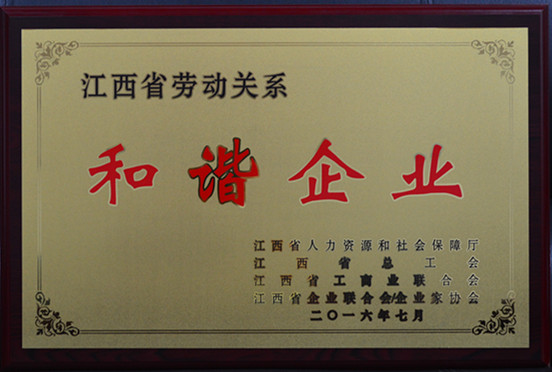 江西省劳动关系
和谐企业
江西省人力资源和社会保障厅
江西省总工会
江西省工商业联合会
江西省企业联合会/企业家协会
二〇一六年七月